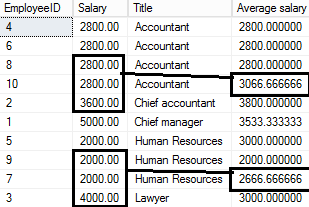 EmployeeID Salary Title Average salary
4 2800.00 Accountant 2800.000000
6 2800.00 Accountant 2800.000000
8 2800.00 Accountant 2800.000000
10 2800.00 Accountant 3066.666666
2 3600.00 Chief accountant 3800.000000
1 5000.00 Chief manager 3533.333333
5 2000.00 Human Resources 3000.000000
9 2000.00 Human Resources 2000.000000
7 2000.00 Human Resources 2666.666666
3 4000.00 Lawyer 3000.000000